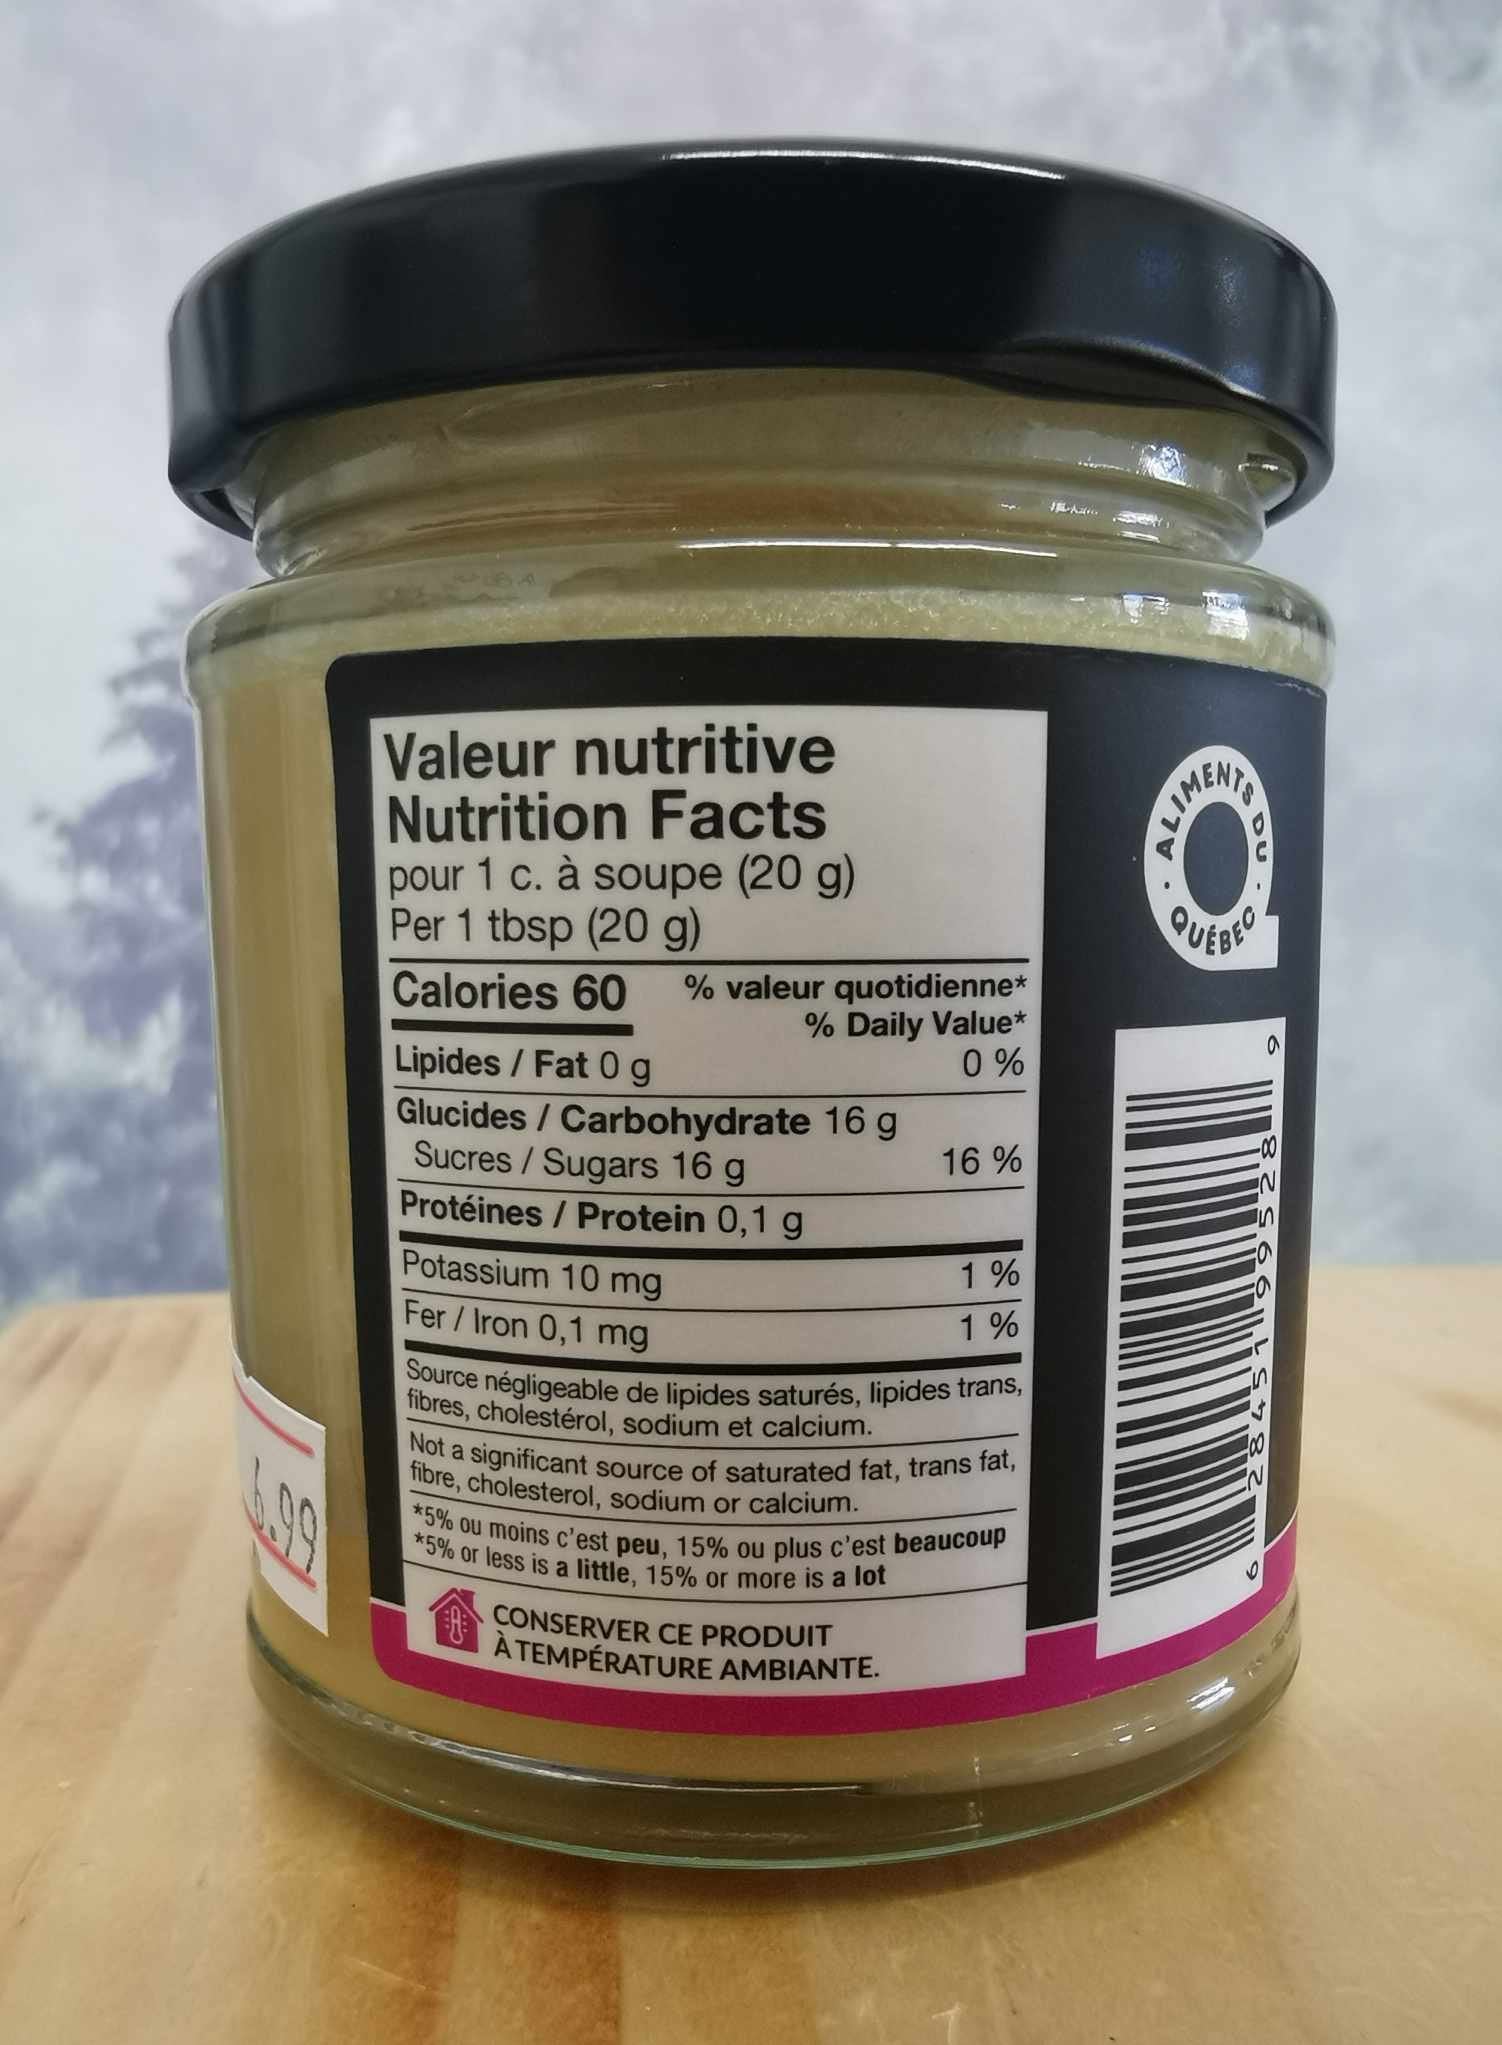 Valeur nutritive
Nutrition Facts
pour 1 c. à soupe (20 g)
Per 1 tbsp (20 g)
Calories 60
% valeur quotidienne*
% Daily Value*
Lipides / Fat 0 g 0 %
Glucides / Carbohydrate 16 g
Sucres / Sugars 16 g 16 %
Protéines / Protein 0,1 g
Potassium 10 mg 1 %
Fer / Iron 0,1 mg 1 %
Source négligeable de lipides saturés, lipides trans,
fibres, cholestérol, sodium et calcium.
Not a significant source of saturated fat, trans fat,
fibre, cholesterol, sodium or calcium.
*5% ou moins c'est peu, 15% ou plus c'est beaucoup
*5% or less is a little, 15% or more is a lot
CONSERVER CE PRODUIT
À TEMPÉRATURE AMBIANTE.
ALIMENTS DU QUÉBEC
6 28451 99528 9
6.99